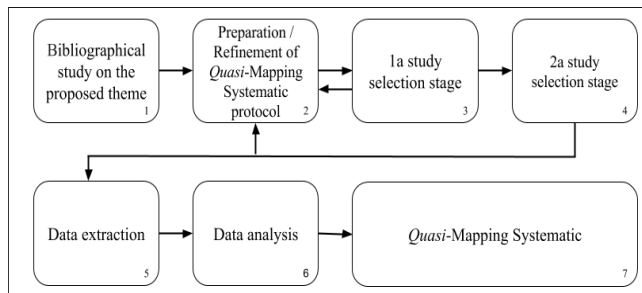 Bibliographical
study on the
proposed theme
1
Preparation /
Refinement of
Quasi-Mapping
Systematic
protocol
2
1a study
selection stage
3
2a study
selection stage
4
Data extraction
5
Data analysis
6
Quasi-Mapping Systematic
7